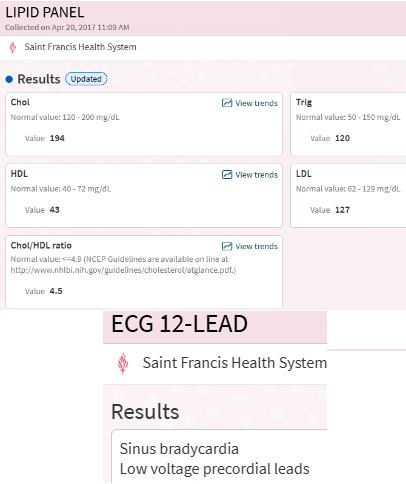 LIPID PANEL
Collected on Apr 20, 2017 11:09 AM
Saint Francis Health System
Results Updated
Chol View trends
Normal value: 120 - 200 mg/dL
Value 194
Trig
Normal value: 50 - 150 mg/dL
Value 120
HDL View trends
Normal value: 40 - 72 mg/dL
Value 43
LDL
Normal value: 62 - 129 mg/dL
Value 127
Chol/HDL ratio View trends
Normal value: <=4.9 (NCEP Guidelines are available on line at
http://www.nhlbi.nih.gov/guidelines/cholesterol/atglance.pdf.)
Value 4.5
ECG 12-LEAD
Saint Francis Health System
Results
Sinus bradycardia
Low voltage precordial leads